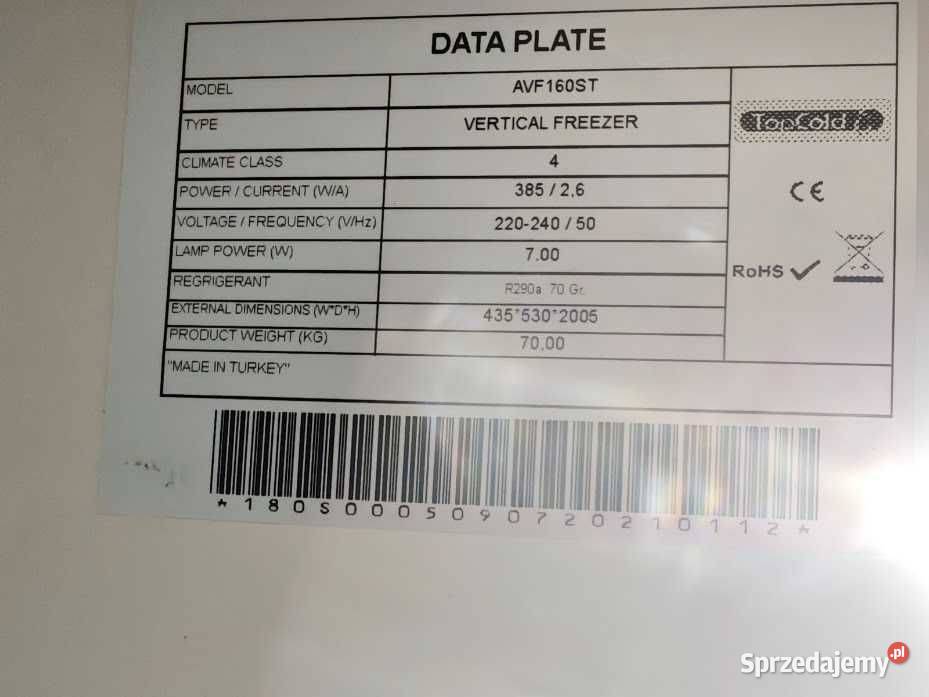 DATA PLATE
MODEL AVF160ST
TYPE VERTICAL FREEZER
CLIMATE CLASS 4
POWER / CURRENT (W/A) 385 / 2,6
VOLTAGE / FREQUENCY (V/Hz) 220-240 / 50
LAMP POWER (W) 7.00
REGRIGERANT R290a 70 Gr.
EXTERNAL DIMENSIONS (W*D*H) 435*530*2005
PRODUCT WEIGHT (KG) 70,00
"MADE IN TURKEY"
TopCold
CE
RoHS
*180S0005090720210112*
Sprzedajemy.pl